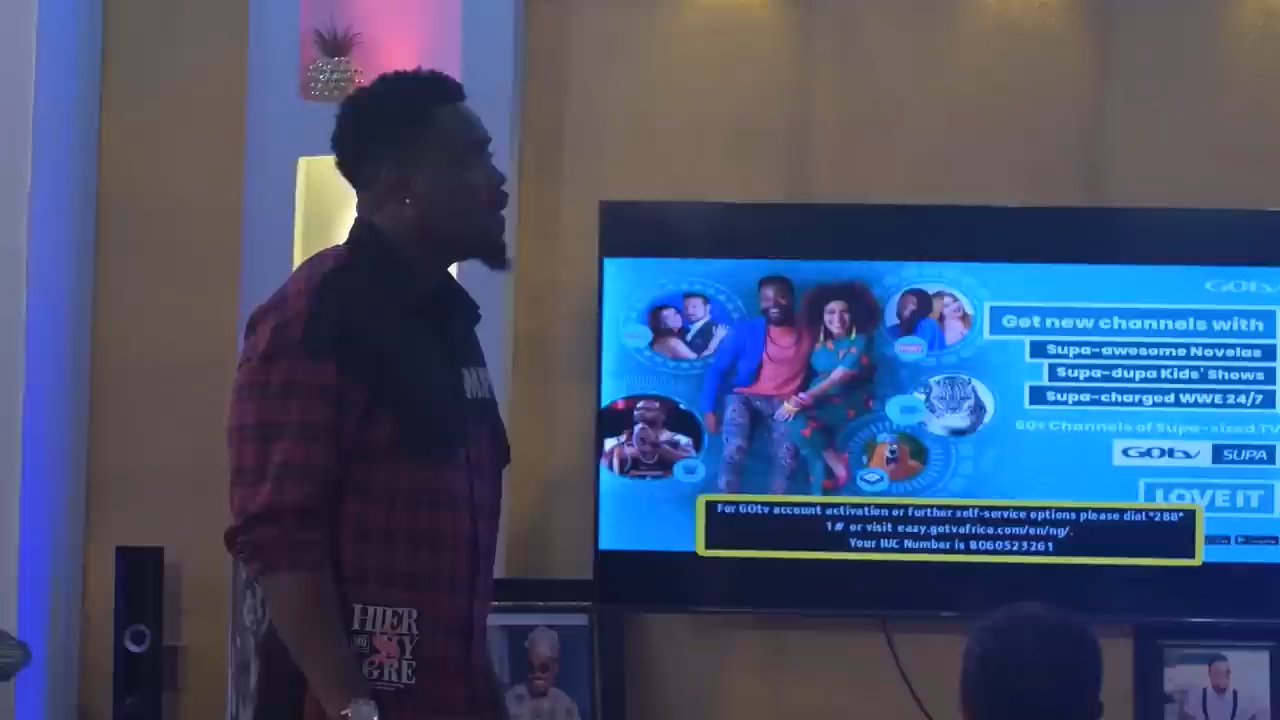 GOtv
Get new channels with
Supa-awesome Novelas
Supa-dupa Kids' Shows
Supa-charged WWE 24/7
60+ Channels of Supa-sized TV
GOtv SUPA
LOVE IT
For GOtv account activation or further self-service options please dial *288*
1# or visit eazy.gotvafrica.com/en/ng/.
Your IUC Number is 8060523261
HIER
GRE